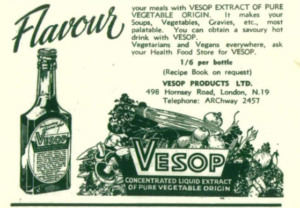 Flavour
your meals with VESOP EXTRACT OF PURE
VEGETABLE ORIGIN. It makes your
Soups, Vegetables, Gravies, etc., most
palatable. You can obtain a savoury hot
drink with VESOP.
Vegetarians and Vegans everywhere, ask
your Health Food Store for VESOP.
1/6 per bottle
(Recipe Book on request)
VESOP PRODUCTS LTD.
498 Hornsey Road, London, N.19
Telephone: ARChway 2457
VESOP
VESOP
CONCENTRATED LIQUID EXTRACT
OF PURE VEGETABLE ORIGIN